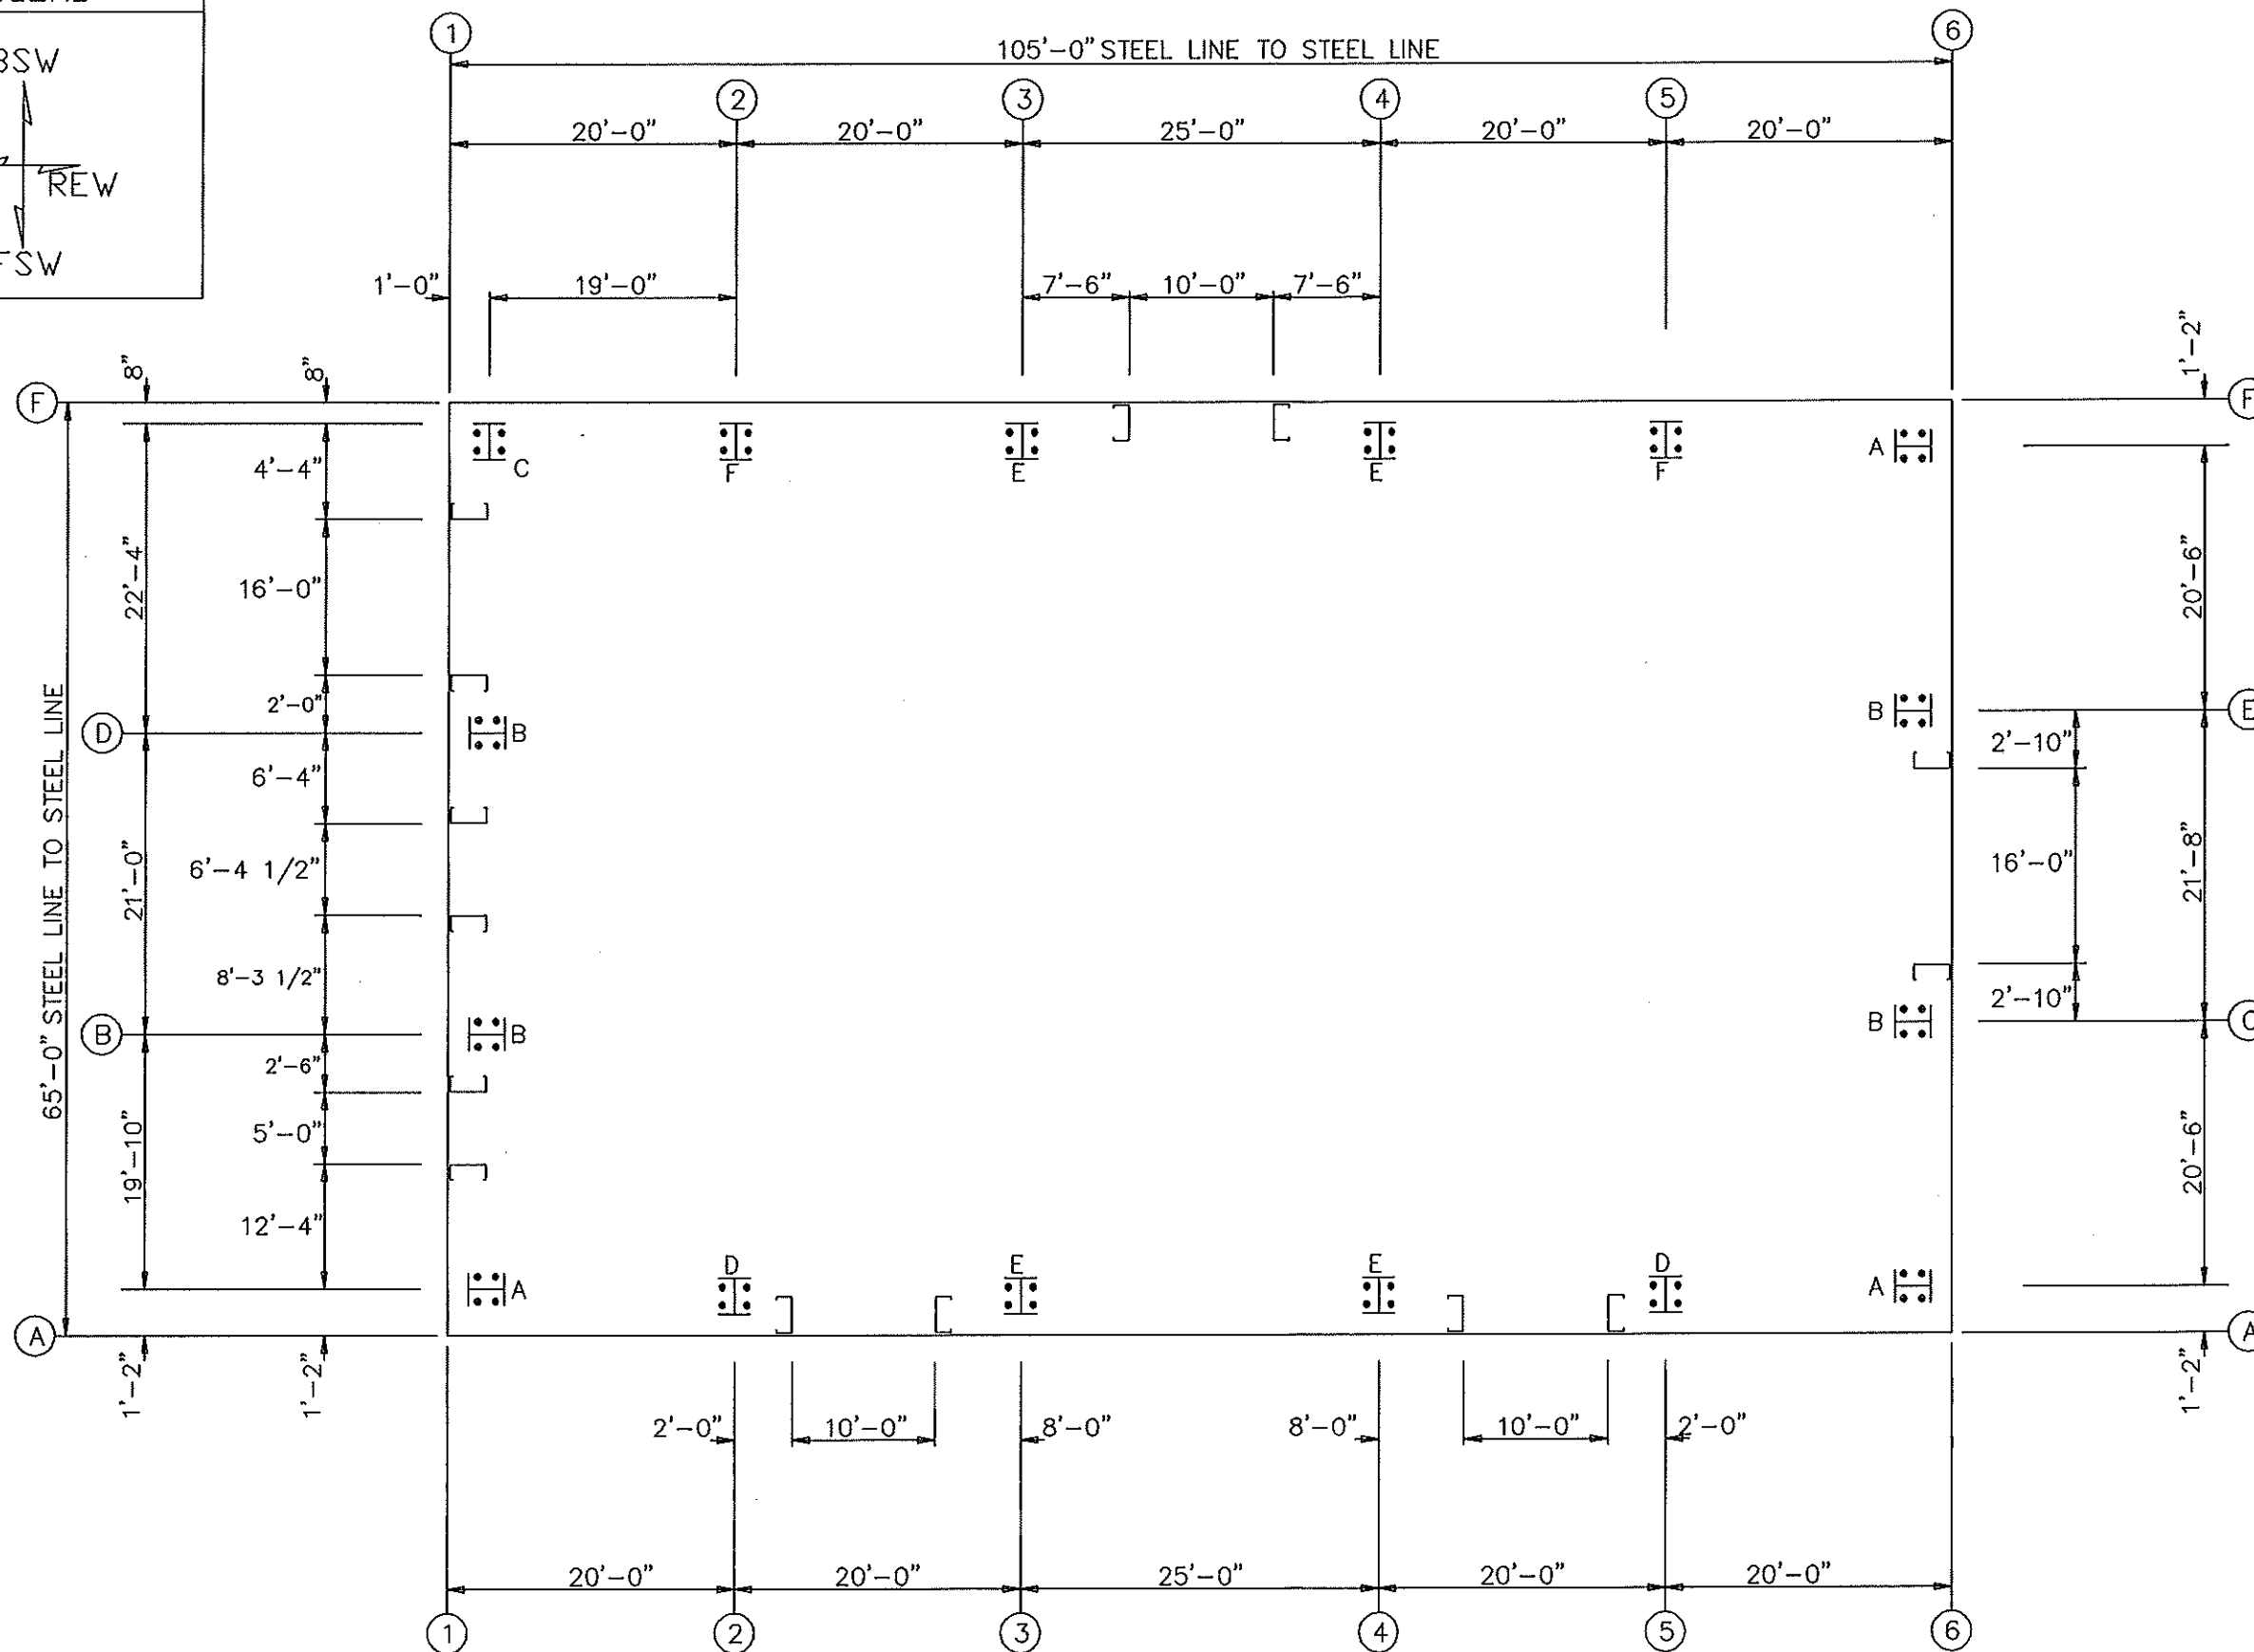 BSW
REW
FSW
1
6
105'-0" STEEL LINE TO STEEL LINE
2
3
4
5
20'-0"
20'-0"
25'-0"
20'-0"
20'-0"
1'-0"
19'-0"
7'-6"
10'-0"
7'-6"
8"
8"
1'-2"
F
F
C
F
E
E
F
A
4'-4"
22'-4"
16'-0"
20'-6"
2'-0"
65'-0" STEEL LINE TO STEEL LINE
D
B
B
E
2'-10"
6'-4"
21'-0"
6'-4 1/2"
16'-0"
21'-8"
8'-3 1/2"
2'-10"
B
B
B
C
2'-6"
5'-0"
19'-10"
20'-6"
12'-4"
A
D
E
E
D
A
A
A
1'-2"
1'-2"
1'-2"
2'-0"
10'-0"
8'-0"
8'-0"
10'-0"
2'-0"
20'-0"
20'-0"
25'-0"
20'-0"
20'-0"
1
2
3
4
5
6